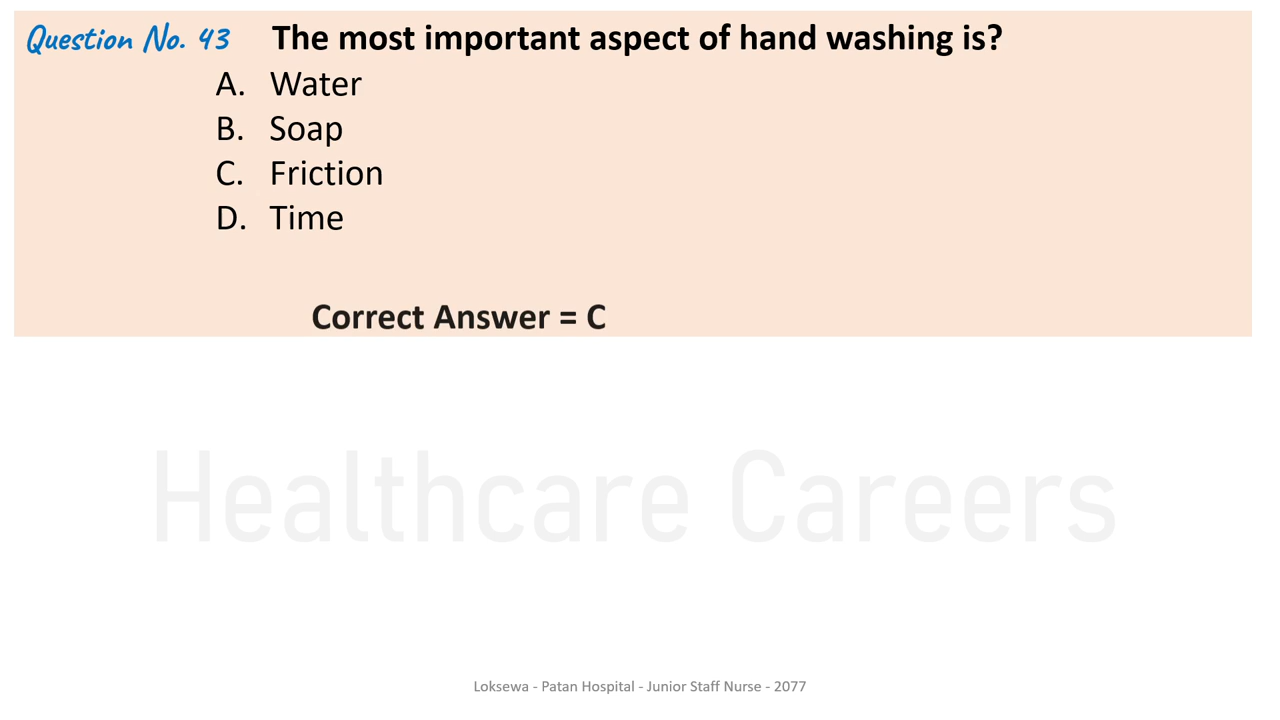 Question No. 43 The most important aspect of hand washing is?
A. Water
B. Soap
C. Friction
D. Time
Correct Answer = C
Healthcare Careers
Loksewa - Patan Hospital - Junior Staff Nurse - 2077